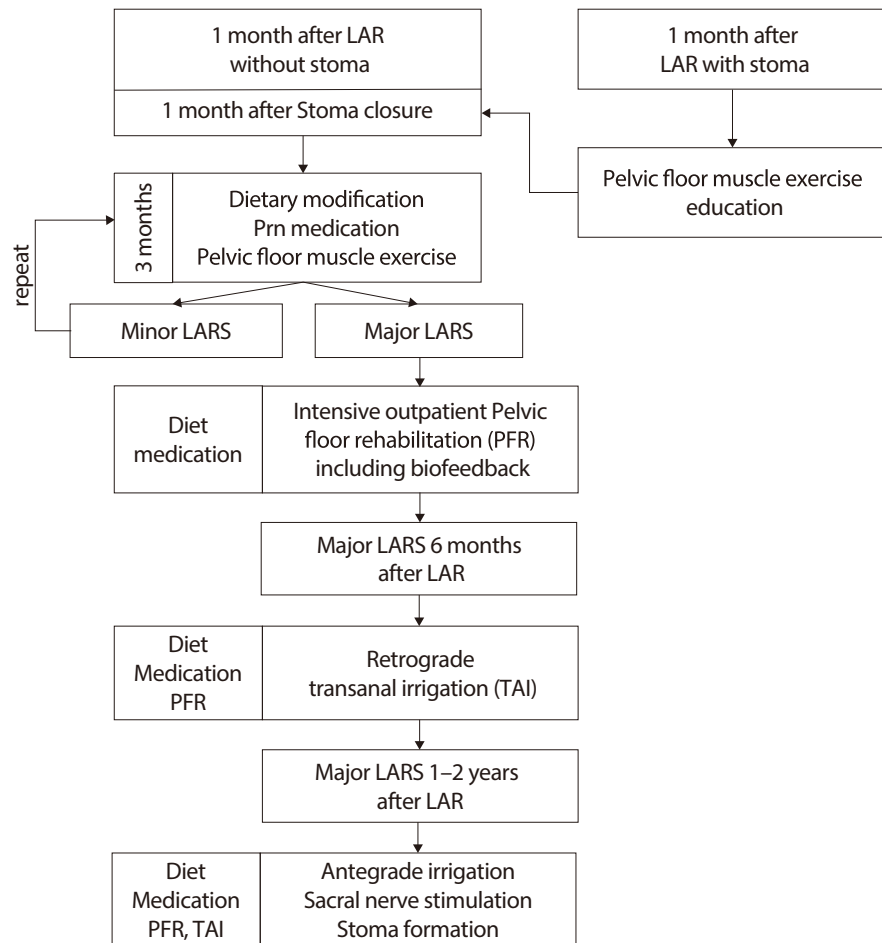 1 month after LAR
without stoma
1 month after Stoma closure
1 month after
LAR with stoma
Pelvic floor muscle exercise
education
repeat
3 months
Dietary modification
Prn medication
Pelvic floor muscle exercise
Minor LARS
Major LARS
Diet
medication
Intensive outpatient Pelvic
floor rehabilitation (PFR)
including biofeedback
Major LARS 6 months
after LAR
Diet
Medication
PFR
Retrograde
transanal irrigation (TAI)
Major LARS 1–2 years
after LAR
Diet
Medication
PFR, TAI
Antegrade irrigation
Sacral nerve stimulation
Stoma formation